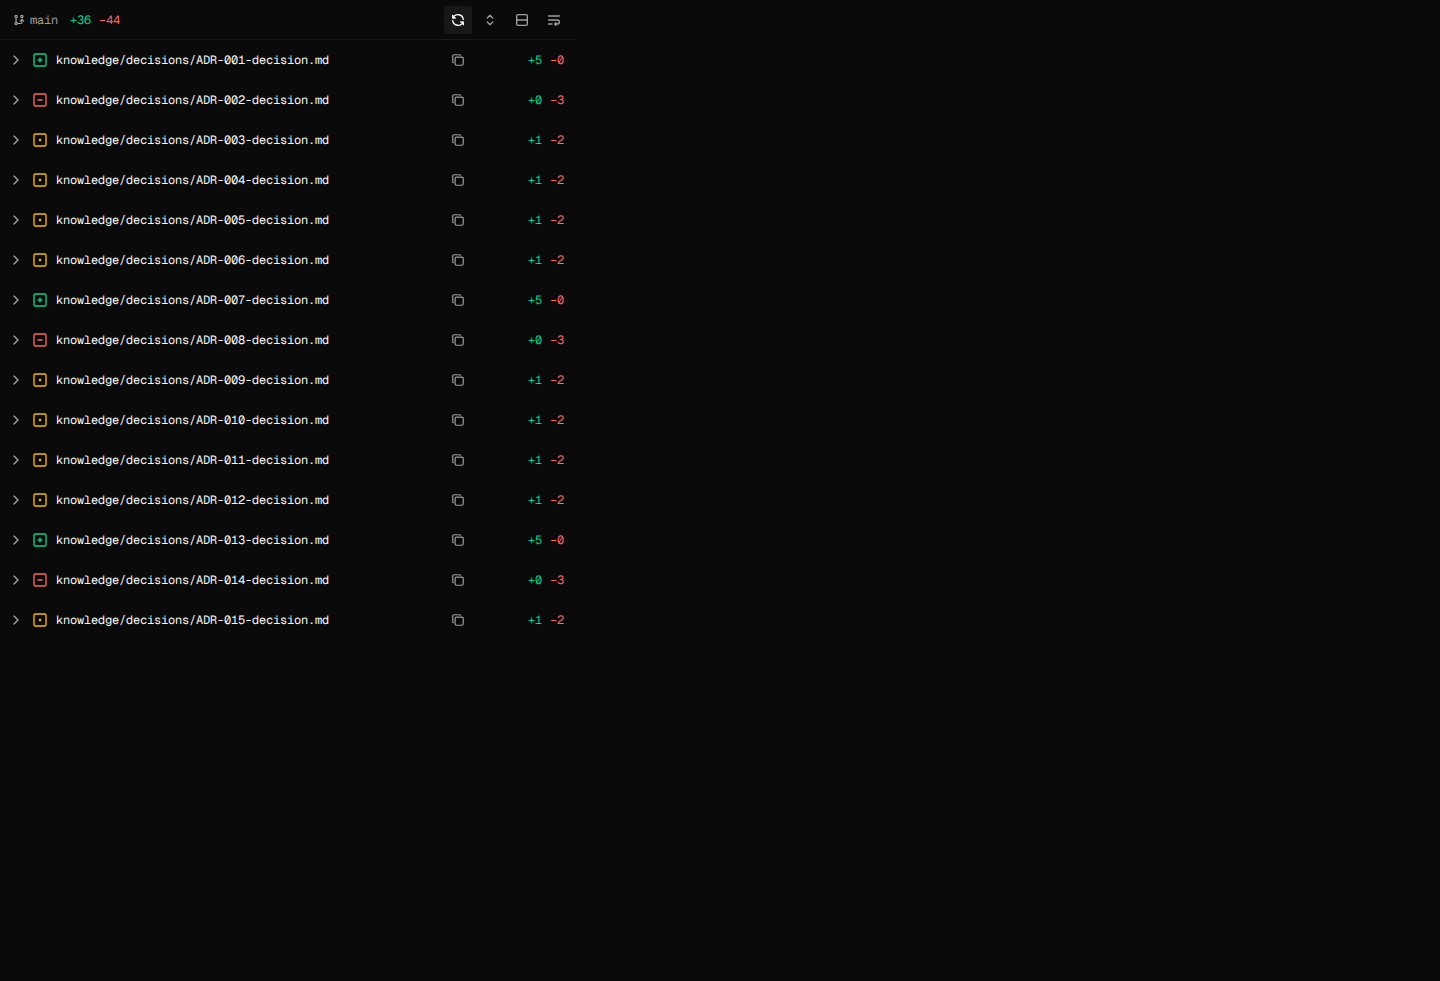 main +36 −44
knowledge/decisions/ADR-001-decision.md +5 −0
knowledge/decisions/ADR-002-decision.md +0 −3
knowledge/decisions/ADR-003-decision.md +1 −2
knowledge/decisions/ADR-004-decision.md +1 −2
knowledge/decisions/ADR-005-decision.md +1 −2
knowledge/decisions/ADR-006-decision.md +1 −2
knowledge/decisions/ADR-007-decision.md +5 −0
knowledge/decisions/ADR-008-decision.md +0 −3
knowledge/decisions/ADR-009-decision.md +1 −2
knowledge/decisions/ADR-010-decision.md +1 −2
knowledge/decisions/ADR-011-decision.md +1 −2
knowledge/decisions/ADR-012-decision.md +1 −2
knowledge/decisions/ADR-013-decision.md +5 −0
knowledge/decisions/ADR-014-decision.md +0 −3
knowledge/decisions/ADR-015-decision.md +1 −2